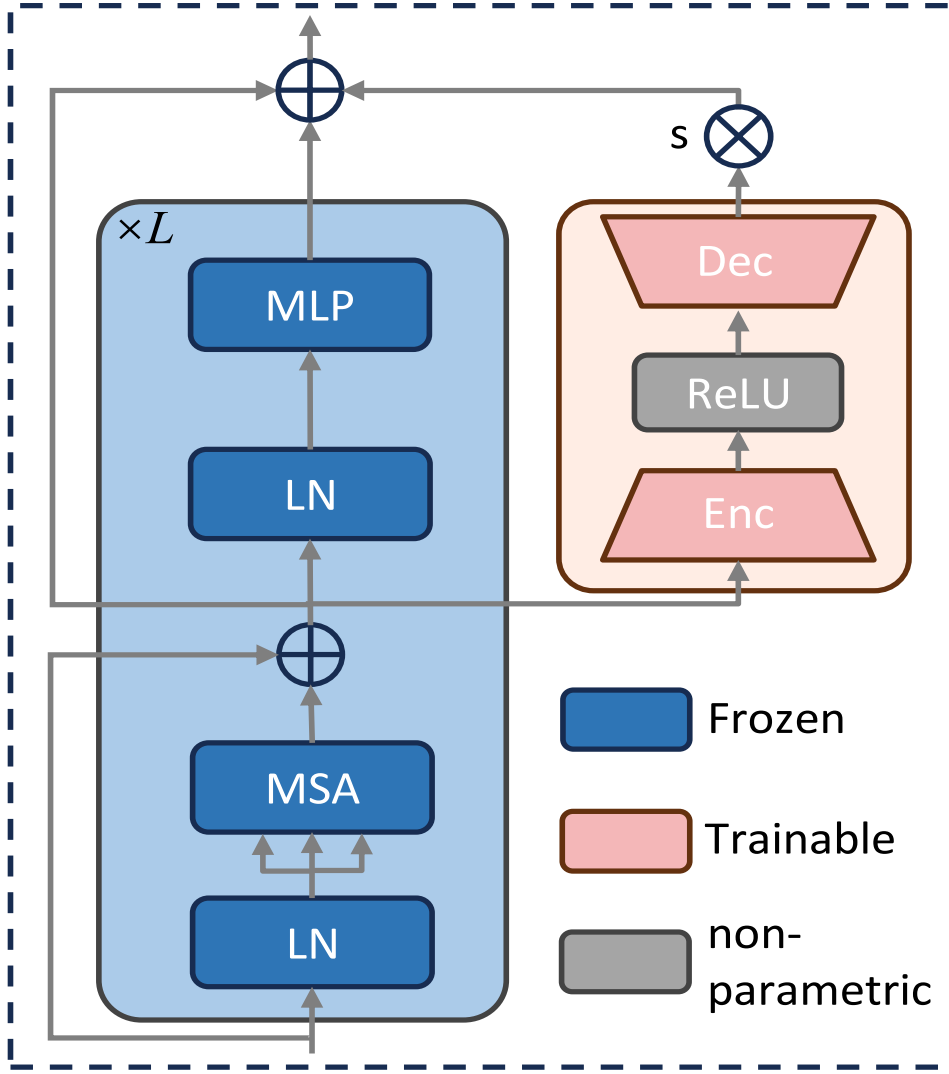 s
×L
MLP
LN
MSA
LN
Dec
ReLU
Enc
Frozen
Trainable
non-
parametric